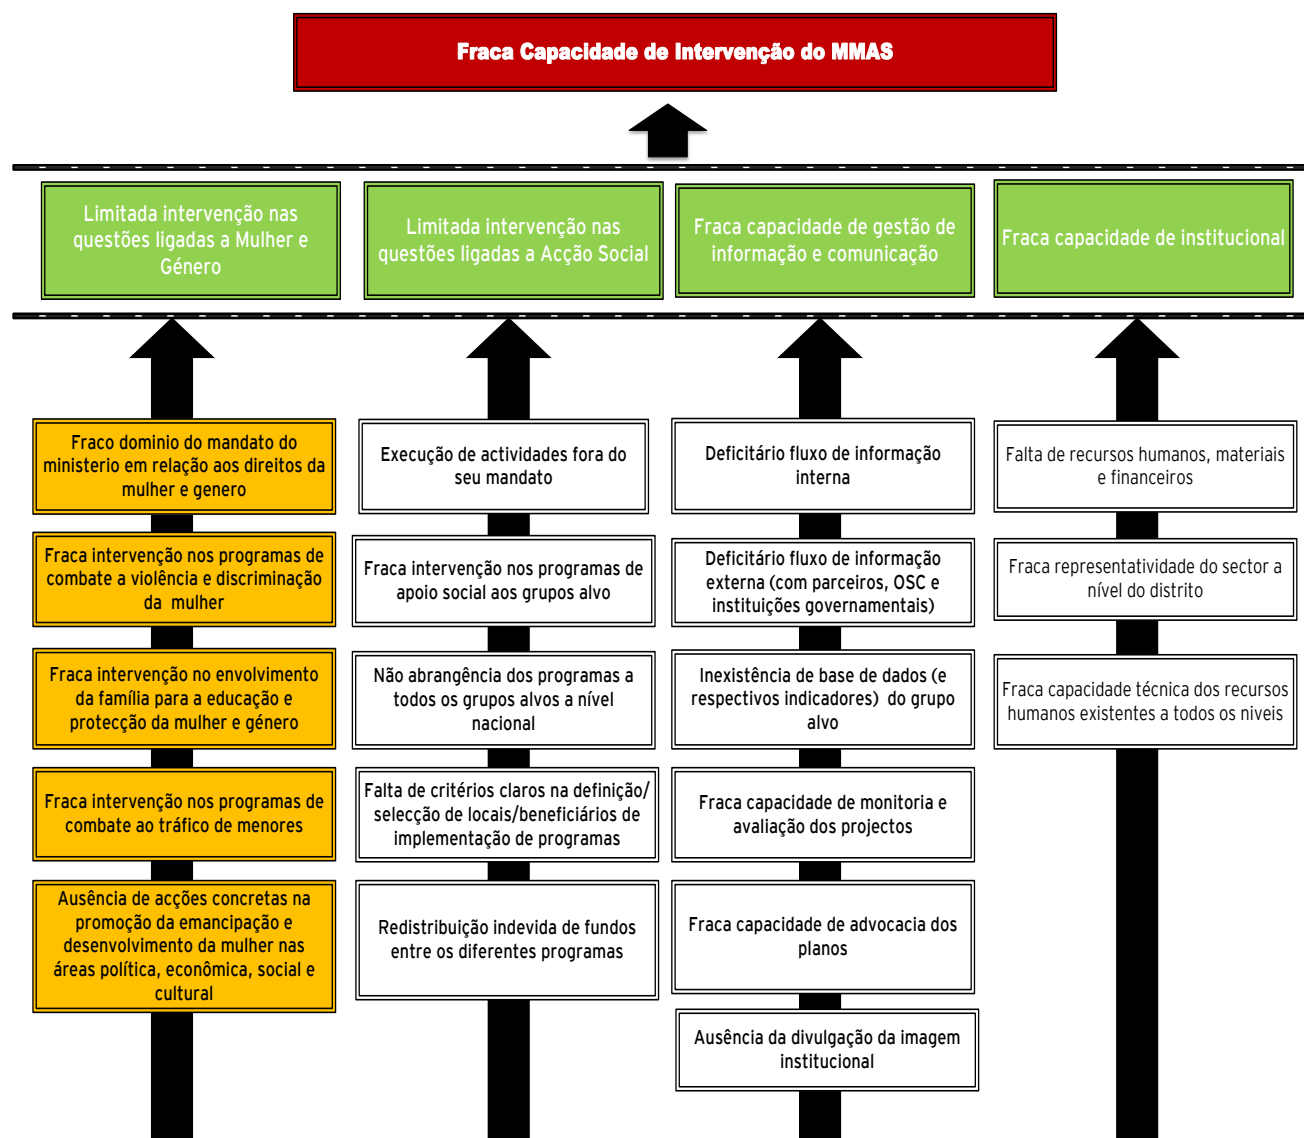 Fraca Capacidade de Intervenção do MMAS
Limitada intervenção nas
questões ligadas a Mulher e
Género
Limitada intervenção nas
questões ligadas a Acção Social
Fraca capacidade de gestão de
informação e comunicação
Fraca capacidade de institucional
Fraco dominio do mandato do
ministerio em relação aos direitos da
mulher e genero
Fraca intervenção nos programas de
combate a violência e discriminação
da mulher
Fraca intervenção no envolvimento
da família para a educação e
protecção da mulher e género
Fraca intervenção nos programas de
combate ao tráfico de menores
Ausência de acções concretas na
promoção da emancipação e
desenvolvimento da mulher nas
áreas política, econômica, social e
cultural
Execução de actividades fora do
seu mandato
Fraca intervenção nos programas de
apoio social aos grupos alvo
Não abrangência dos programas a
todos os grupos alvos a nível
nacional
Falta de critérios claros na definição/
selecção de locais/beneficiários de
implementação de programas
Redistribuição indevida de fundos
entre os diferentes programas
Deficitário fluxo de informação
interna
Deficitário fluxo de informação
externa (com parceiros, OSC e
instituições governamentais)
Inexistência de base de dados (e
respectivos indicadores) do grupo
alvo
Fraca capacidade de monitoria e
avaliação dos projectos
Fraca capacidade de advocacia dos
planos
Ausência da divulgação da imagem
institucional
Falta de recursos humanos, materiais
e financeiros
Fraca representatividade do sector a
nível do distrito
Fraca capacidade técnica dos recursos
humanos existentes a todos os niveis